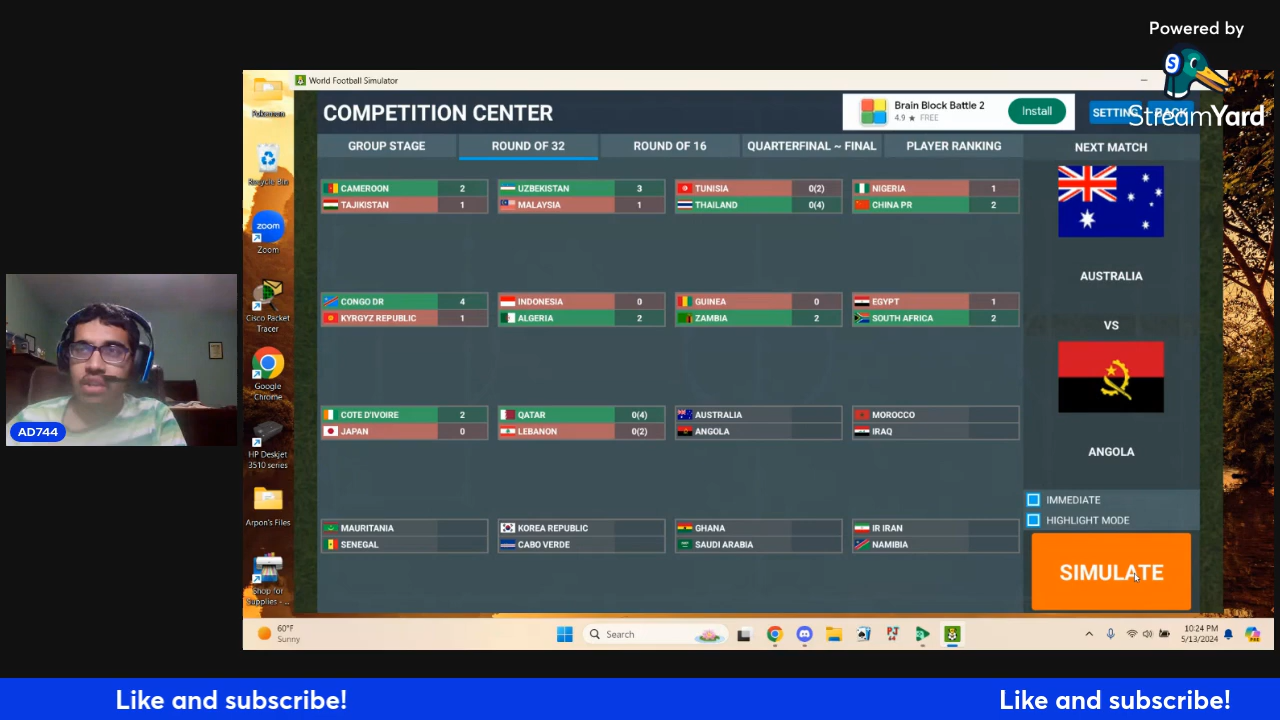 Powered by
StreamYard
World Football Simulator
COMPETITION CENTER
Brain Block Battle 2
4.9 ★ FREE
Install
BACK
GROUP STAGE
ROUND OF 32
ROUND OF 16
QUARTERFINAL ~ FINAL
PLAYER RANKING
NEXT MATCH
CAMEROON 2
TAJIKISTAN 1
UZBEKISTAN 3
MALAYSIA 1
TUNISIA 0(2)
THAILAND 0(4)
NIGERIA 1
CHINA PR 2
CONGO DR 4
KYRGYZ REPUBLIC 1
INDONESIA 0
ALGERIA 2
GUINEA 0
ZAMBIA 2
EGYPT 1
SOUTH AFRICA 2
COTE D'IVOIRE 2
JAPAN 0
QATAR 0(4)
LEBANON 0(2)
AUSTRALIA
ANGOLA
MOROCCO
IRAQ
MAURITANIA
SENEGAL
KOREA REPUBLIC
CABO VERDE
GHANA
SAUDI ARABIA
IR IRAN
NAMIBIA
AUSTRALIA
VS
ANGOLA
IMMEDIATE
HIGHLIGHT MODE
SIMULATE
Pokemon
Recycle Bin
zoom
Zoom
Cisco Packet
Tracer
Google
Chrome
HP Deskjet
3510 series
Arpon's Files
Shop for
Supplies - ...
AD744
60°F
Sunny
Search
10:24 PM
5/13/2024
Like and subscribe!
Like and subscribe!